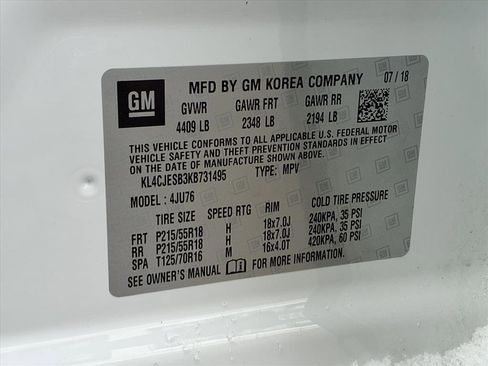 GM MFD BY GM KOREA COMPANY 07/18
GVWR GAWR FRT GAWR RR
4409 LB 2348 LB 2194 LB
THIS VEHICLE CONFORMS TO ALL APPLICABLE U.S. FEDERAL MOTOR
VEHICLE SAFETY AND THEFT PREVENTION STANDARDS IN EFFECT
ON THE DATE OF MANUFACTURE SHOWN ABOVE.
KL4CJESB3KB731495 TYPE: MPV
MODEL: 4JU76
TIRE SIZE SPEED RTG RIM COLD TIRE PRESSURE
FRT P215/55R18 H 18x7.0J 240KPA, 35 PSI
RR P215/55R18 H 18x7.0J 240KPA, 35 PSI
SPA T125/70R16 M 16x4.0T 420KPA, 60 PSI
SEE OWNER'S MANUAL FOR MORE INFORMATION.